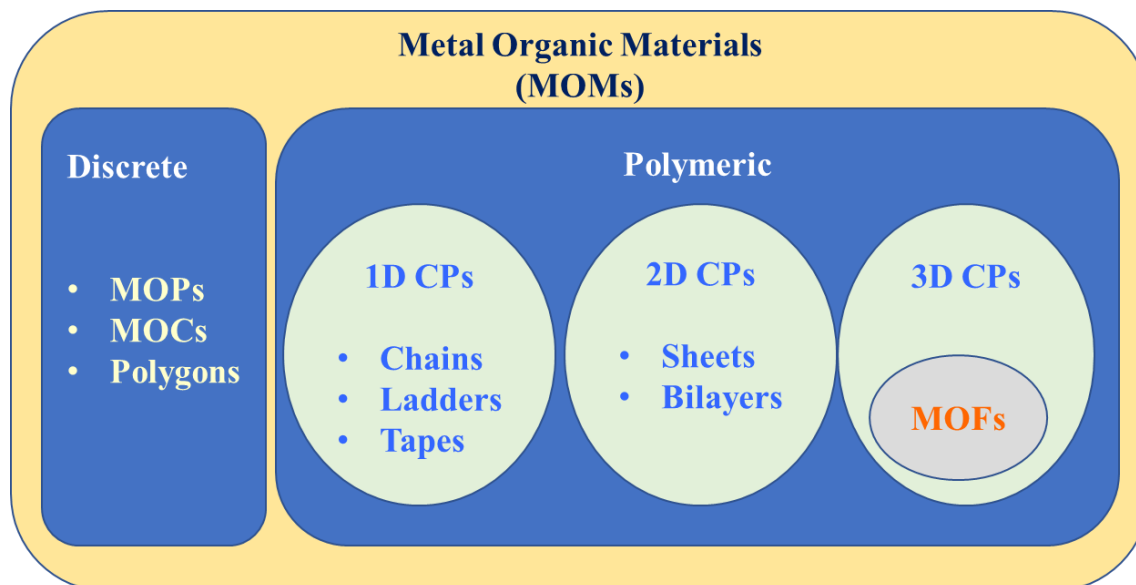 Metal Organic Materials
(MOMs)
Discrete
• MOPs
• MOCs
• Polygons
Polymeric
1D CPs
• Chains
• Ladders
• Tapes
2D CPs
• Sheets
• Bilayers
3D CPs
MOFs